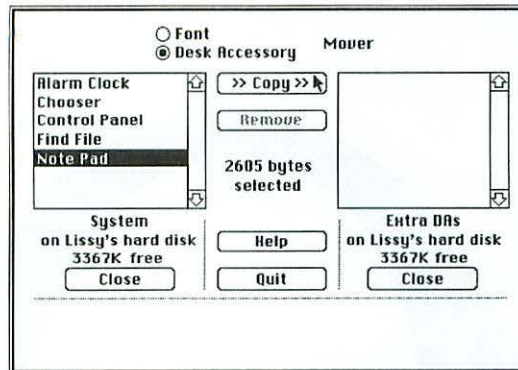 Font
Desk Accessory
Mover
Alarm Clock
Chooser
Control Panel
Find File
Note Pad
>> Copy >>
Remove
2605 bytes
selected
System
on Lissy's hard disk
3367K free
Close
Help
Quit
Extra DAs
on Lissy's hard disk
3367K free
Close